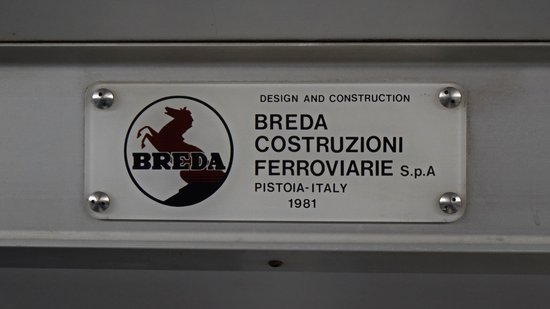 BREDA
DESIGN AND CONSTRUCTION
BREDA
COSTRUZIONI
FERROVIARIE S.p.A
PISTOIA-ITALY
1981